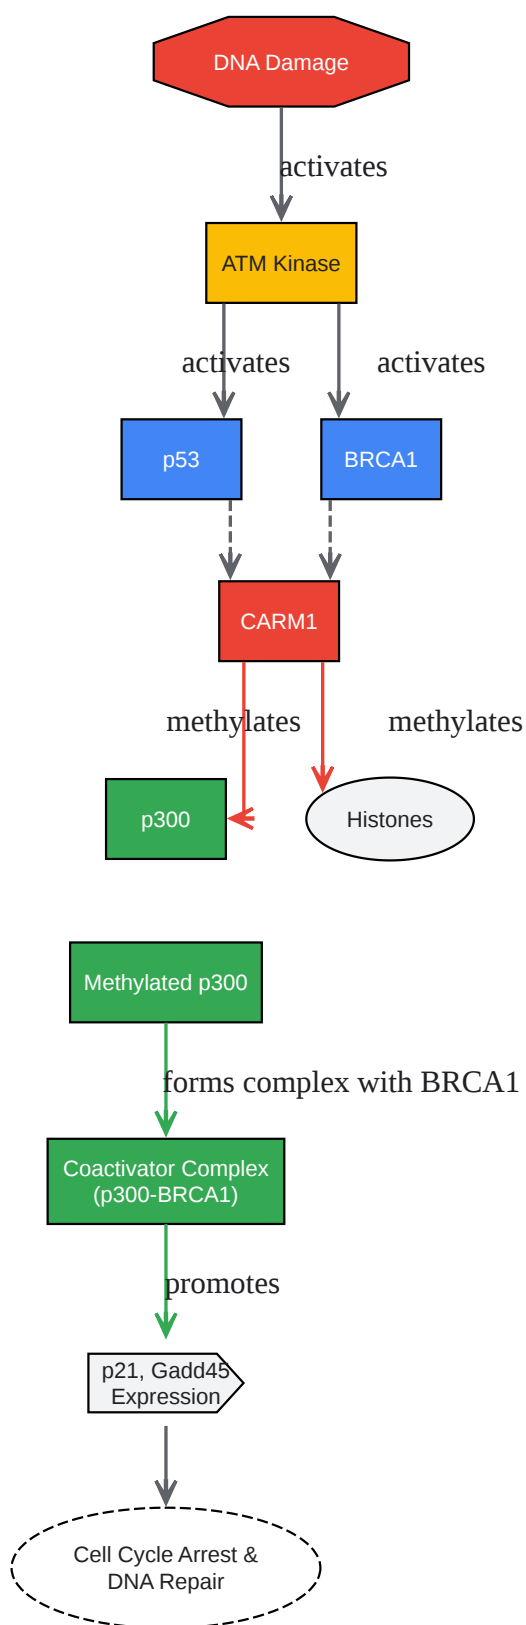 DNA Damage
activates
ATM Kinase
activates
activates
p53
BRCA1
CARM1
methylates
methylates
p300
Histones
Methylated p300
forms complex with BRCA1
Coactivator Complex
(p300-BRCA1)
promotes
p21, Gadd45
Expression
Cell Cycle Arrest &
DNA Repair